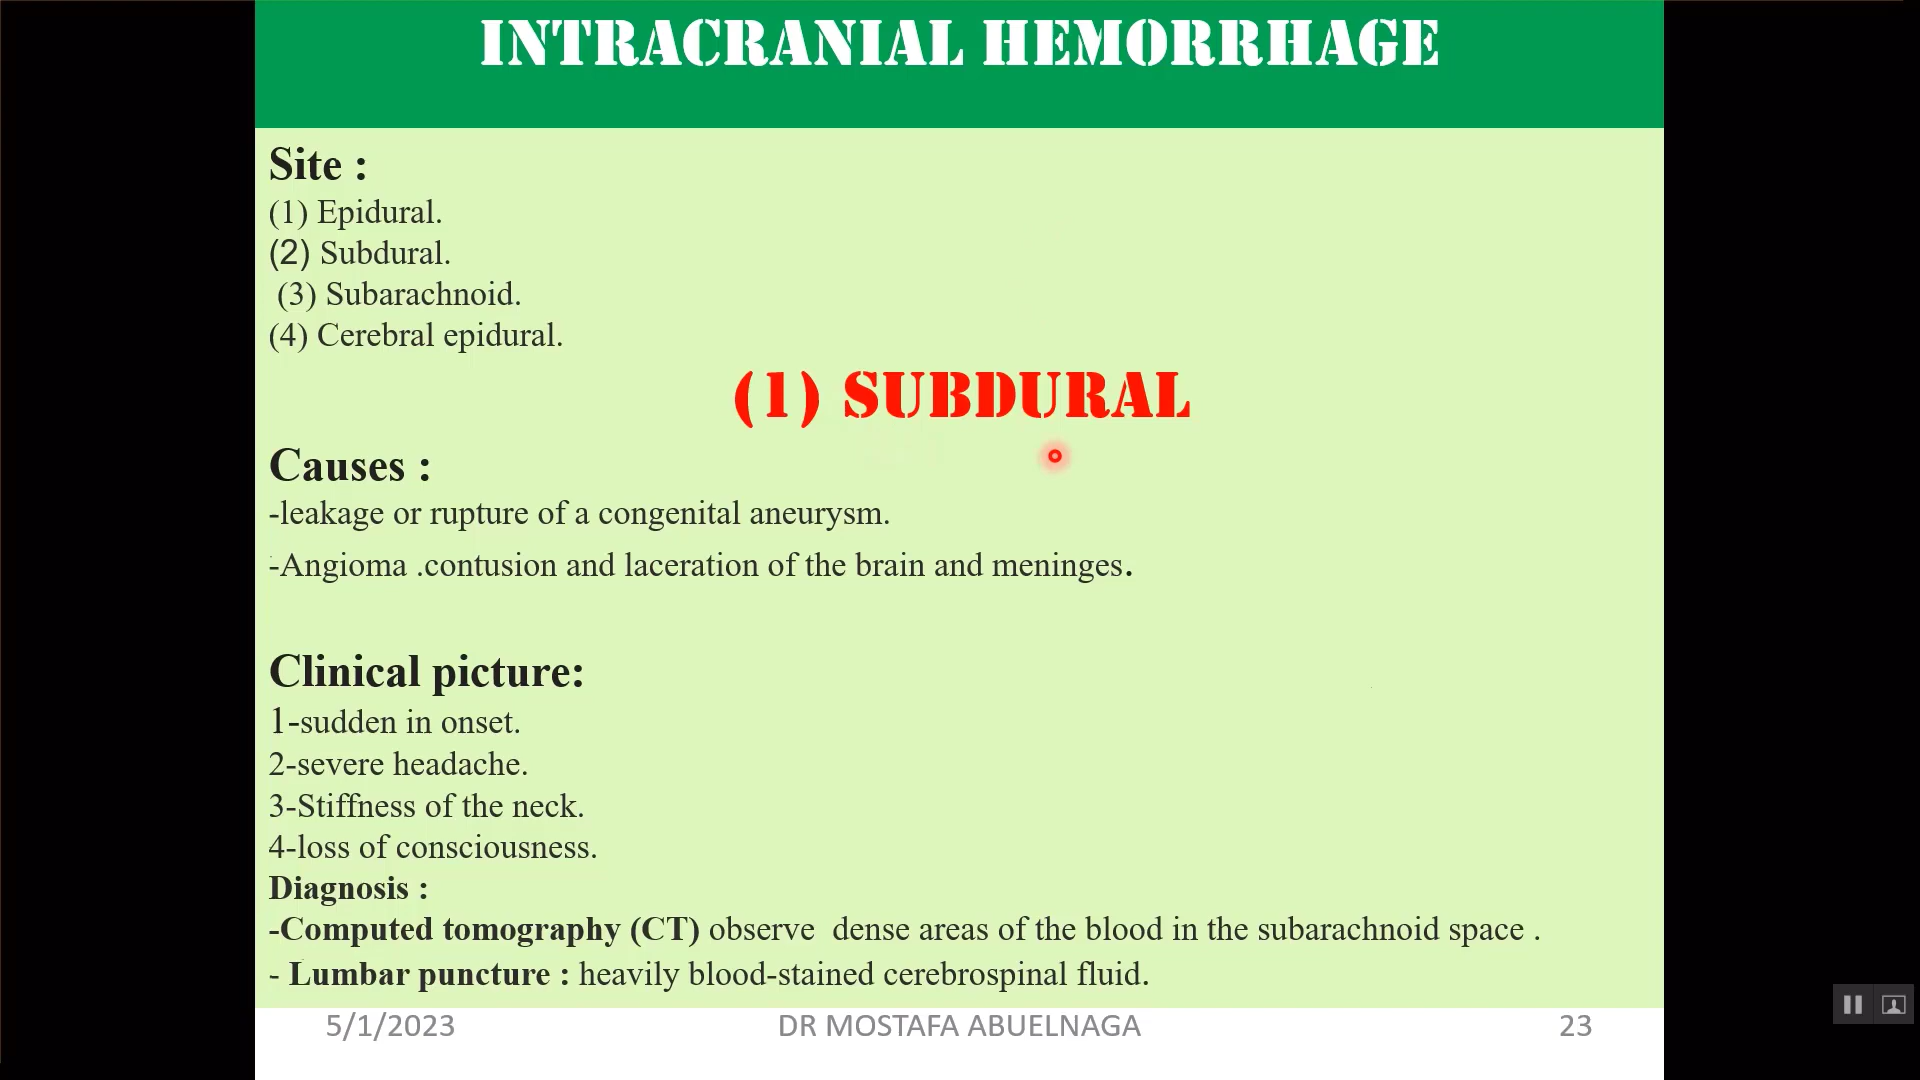 INTRACRANIAL HEMORRHAGE
Site :
(1) Epidural.
(2) Subdural.
(3) Subarachnoid.
(4) Cerebral epidural.
(1) SUBDURAL
Causes :
-leakage or rupture of a congenital aneurysm.
-Angioma .contusion and laceration of the brain and meninges.
Clinical picture:
1-sudden in onset.
2-severe headache.
3-Stiffness of the neck.
4-loss of consciousness.
Diagnosis :
-Computed tomography (CT) observe dense areas of the blood in the subarachnoid space .
- Lumbar puncture : heavily blood-stained cerebrospinal fluid.
5/1/2023 DR MOSTAFA ABUELNAGA 23